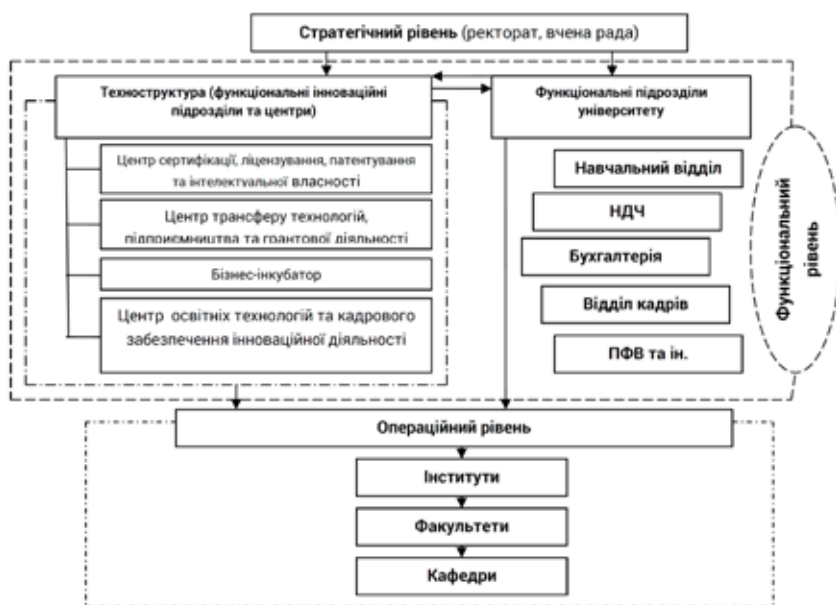 Стратегічний рівень (ректорат, вчена рада)
Техноструктура (функціональні інноваційні
підрозділи та центри)
Функціональні підрозділи
університету
Центр сертифікації, ліцензування, патентування
та інтелектуальної власності
Центр трансферу технологій,
підприємництва та грантової діяльності
Бізнес-інкубатор
Центр освітніх технологій та кадрового
забезпечення інноваційної діяльності
Навчальний відділ
НДЧ
Бухгалтерія
Відділ кадрів
ПФВ та ін.
Функціональний
рівень
Операційний рівень
Інститути
Факультети
Кафедри